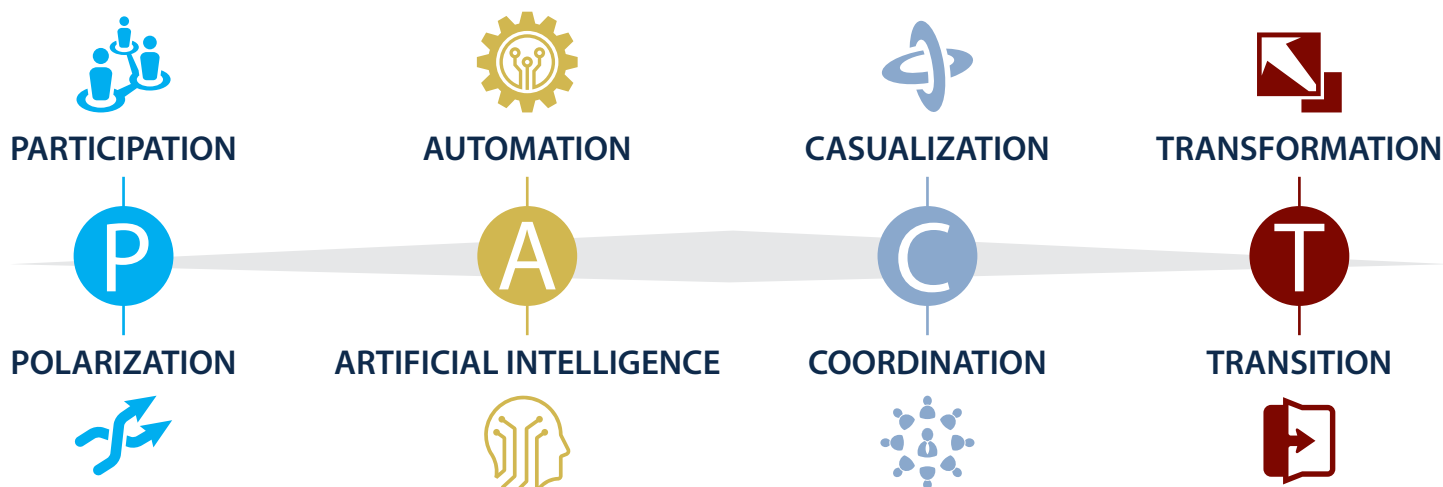 PARTICIPATION AUTOMATION CASUALIZATION TRANSFORMATION
P A C T
POLARIZATION ARTIFICIAL INTELLIGENCE COORDINATION TRANSITION